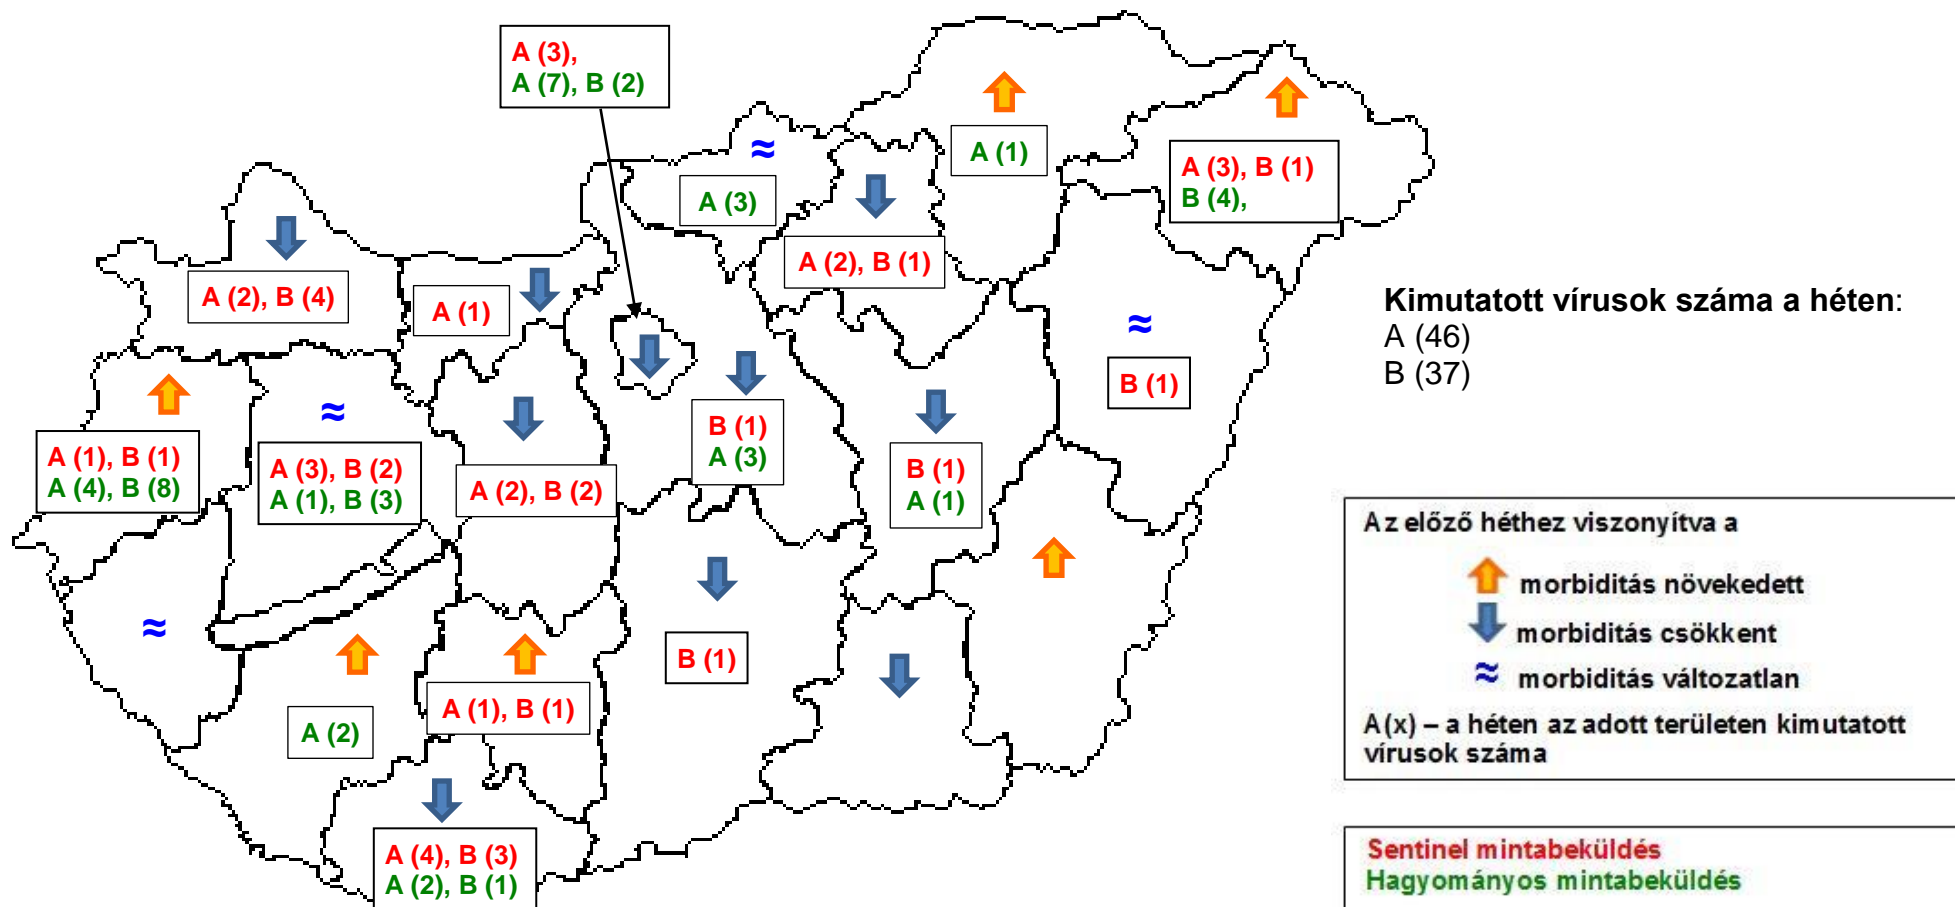 A (3),
A (7), B (2)
A (1)
A (3), B (1)
B (4),
A (3)
A (2), B (1)
A (2), B (4)
A (1)
Kimutatott vírusok száma a héten:
A (46)
B (37)
B (1)
B (1)
A (3)
A (1), B (1)
A (4), B (8)
A (3), B (2)
A (1), B (3)
A (2), B (2)
B (1)
A (1)
Az előző héthez viszonyítva a
morbiditás növekedett
morbiditás csökkent
≈ morbiditás változatlan
A(x) – a héten az adott területen kimutatott
vírusok száma
B (1)
A (1), B (1)
A (2)
A (4), B (3)
A (2), B (1)
Sentinel mintabeküldés
Hagyományos mintabeküldés